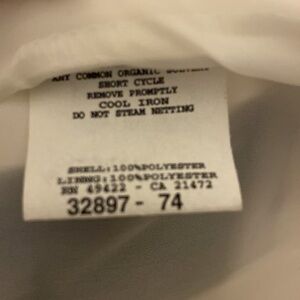 ANY COMMON ORGANIC SOLVENT
SHORT CYCLE
REMOVE PROMPTLY
COOL IRON
DO NOT STEAM NETTING
SHELL:100%POLYESTER
LINING:100%POLYESTER
RN 49422 - CA 21472
32897 - 74